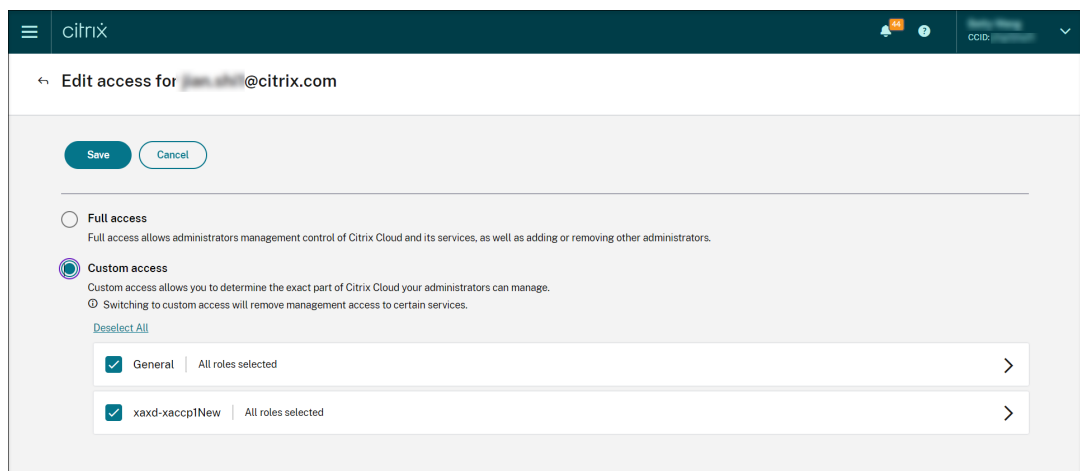 citrix
44
?
CCID:
Edit access for @citrix.com
Save
Cancel
Full access
Full access allows administrators management control of Citrix Cloud and its services, as well as adding or removing other administrators.
Custom access
Custom access allows you to determine the exact part of Citrix Cloud your administrators can manage.
Switching to custom access will remove management access to certain services.
Deselect All
General All roles selected
xaxd-xaccp1New All roles selected